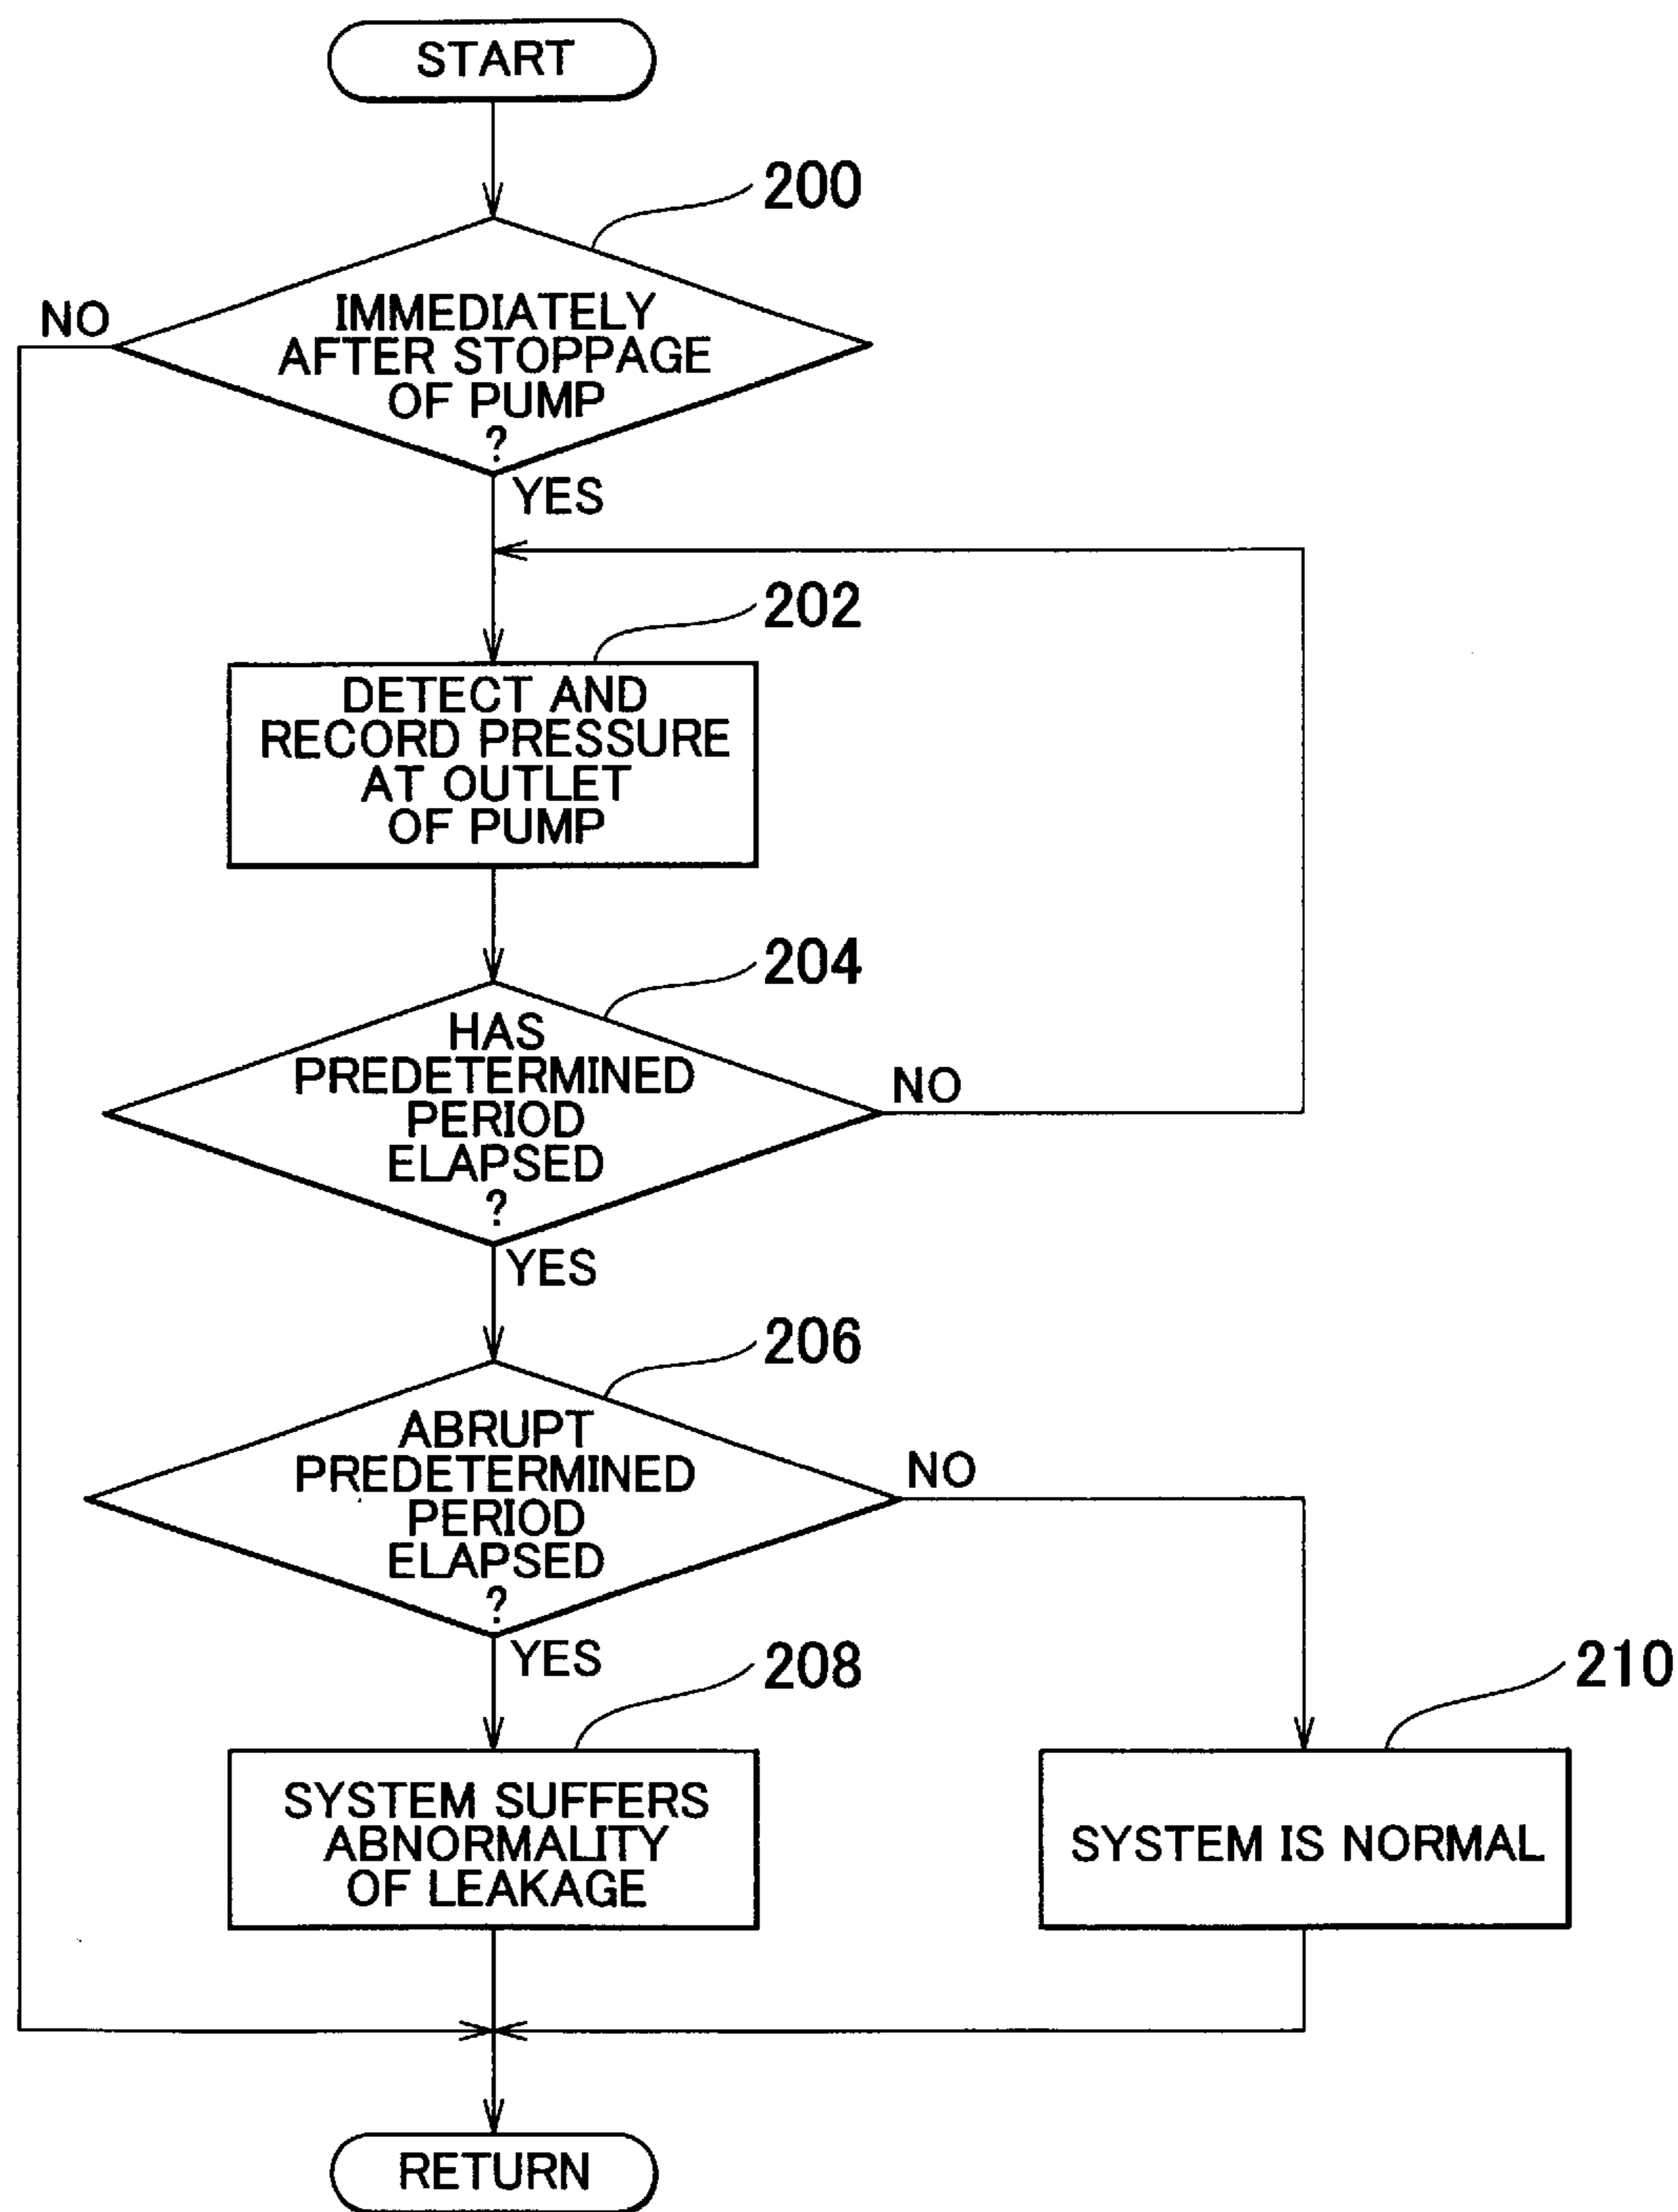 START
200
NO
IMMEDIATELY
AFTER STOPPAGE
OF PUMP
?
YES
202
DETECT AND
RECORD PRESSURE
AT OUTLET
OF PUMP
204
HAS
PREDETERMINED
PERIOD
ELAPSED
?
NO
YES
206
ABRUPT
PREDETERMINED
PERIOD
ELAPSED
?
NO
YES
208
210
SYSTEM SUFFERS
ABNORMALITY
OF LEAKAGE
SYSTEM IS NORMAL
RETURN